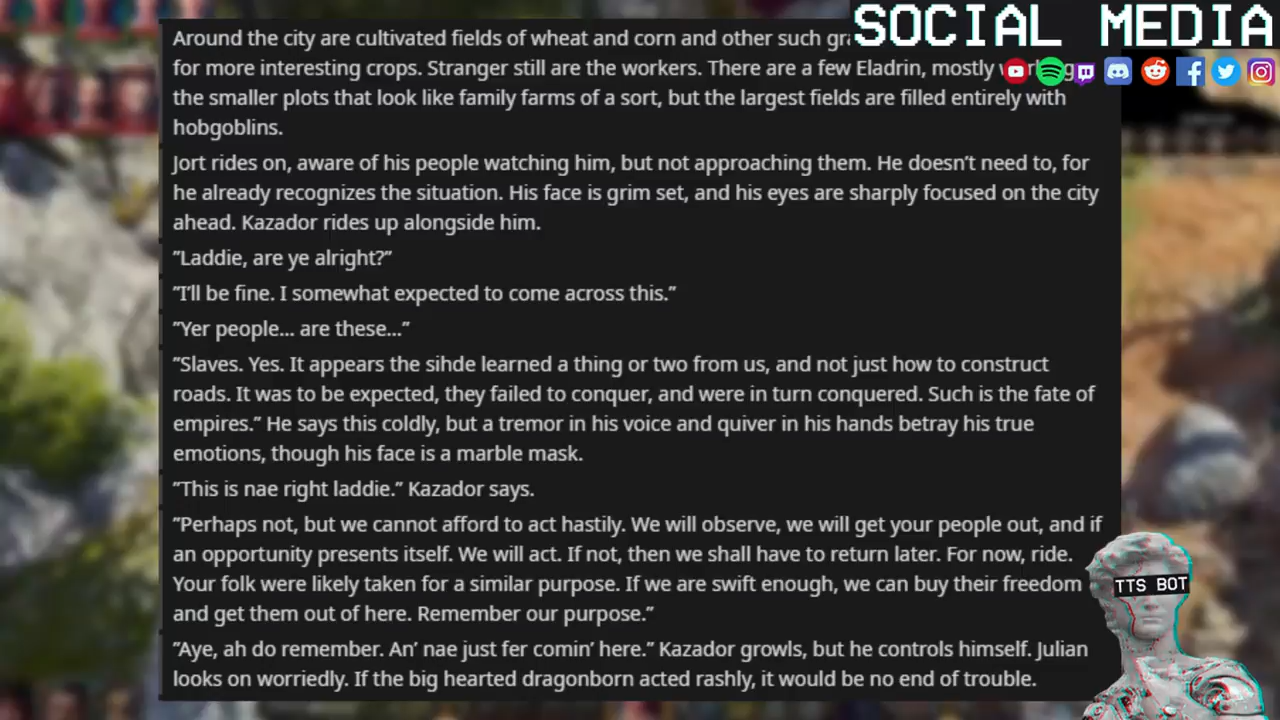 SOCIAL MEDIA
Around the city are cultivated fields of wheat and corn and other such
for more interesting crops. Stranger still are the workers. There are a few Eladrin, mostly
the smaller plots that look like family farms of a sort, but the largest fields are filled entirely with
hobgoblins.
Jort rides on, aware of his people watching him, but not approaching them. He doesn’t need to, for
he already recognizes the situation. His face is grim set, and his eyes are sharply focused on the city
ahead. Kazador rides up alongside him.
”Laddie, are ye alright?”
”I’ll be fine. I somewhat expected to come across this.”
”Yer people... are these...”
”Slaves. Yes. It appears the sihde learned a thing or two from us, and not just how to construct
roads. It was to be expected, they failed to conquer, and were in turn conquered. Such is the fate of
empires.” He says this coldly, but a tremor in his voice and quiver in his hands betray his true
emotions, though his face is a marble mask.
”This is nae right laddie.” Kazador says.
”Perhaps not, but we cannot afford to act hastily. We will observe, we will get your people out, and if
an opportunity presents itself. We will act. If not, then we shall have to return later. For now, ride.
Your folk were likely taken for a similar purpose. If we are swift enough, we can buy their freedom
and get them out of here. Remember our purpose.”
”Aye, ah do remember. An’ nae just fer comin’ here.” Kazador growls, but he controls himself. Julian
looks on worriedly. If the big hearted dragonborn acted rashly, it would be no end of trouble.
TTS BOT